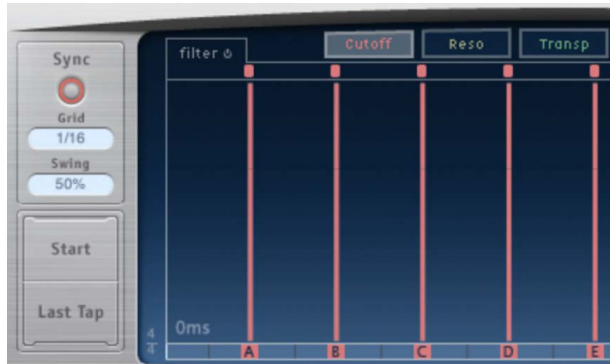 Sync
Grid
1/16
Swing
50%
Start
Last Tap
filter
Cutoff
Reso
Transp
0ms
4
4
A
B
C
D
E